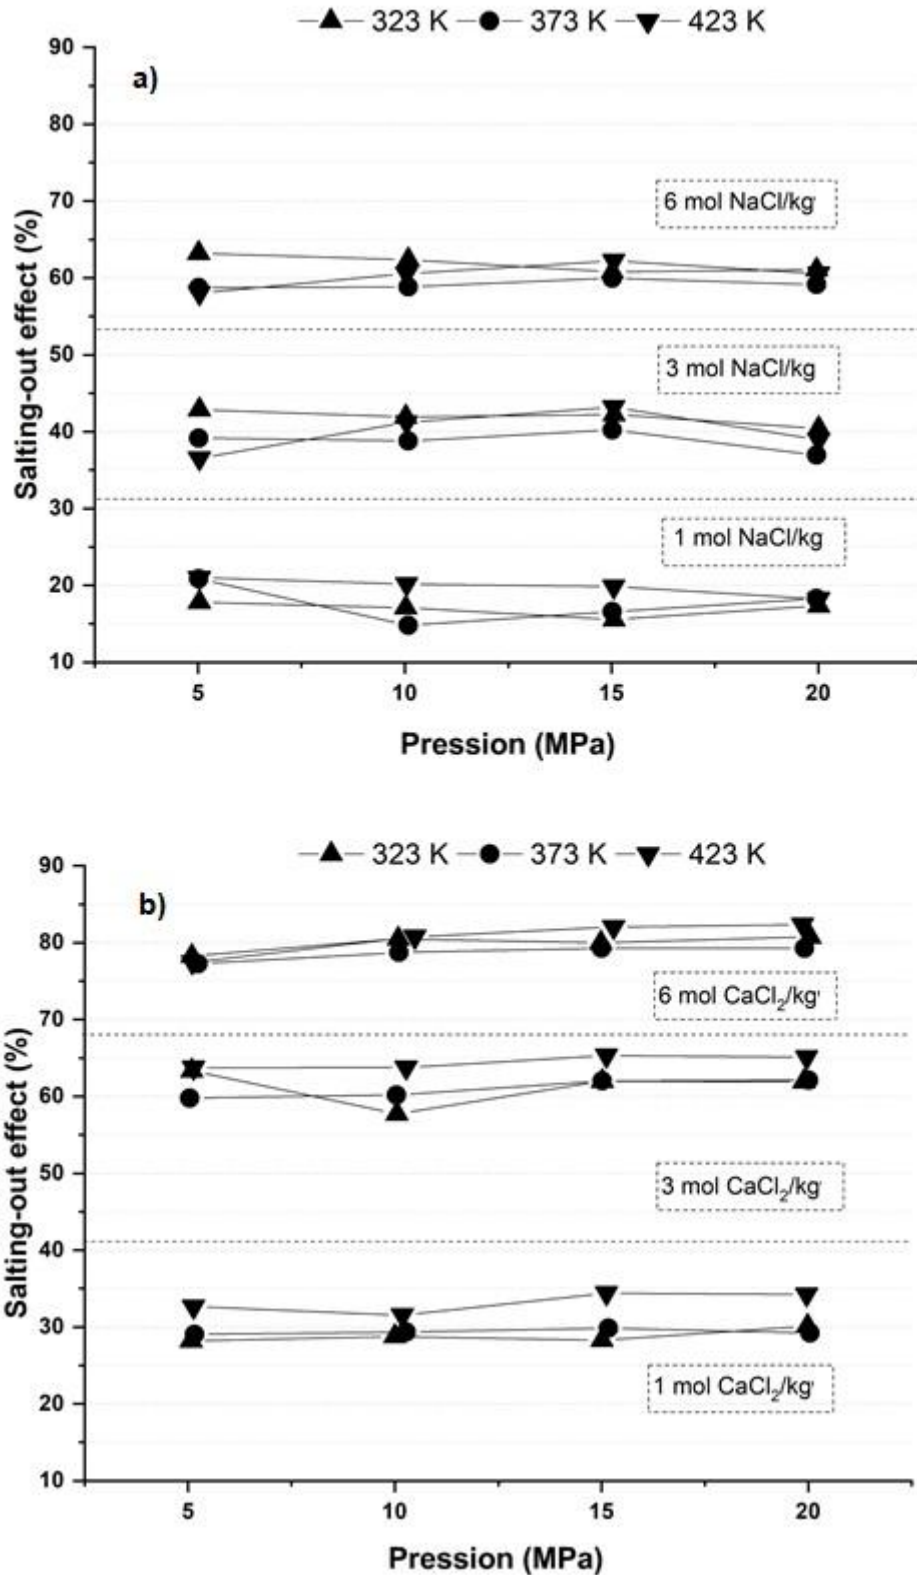 323 K 373 K 423 K
a)
90
80
70
60
50
40
30
20
10
Salting-out effect (%)
6 mol NaCl/kg
3 mol NaCl/kg
1 mol NaCl/kg
5 10 15 20
Pression (MPa)
323 K 373 K 423 K
b)
90
80
70
60
50
40
30
20
10
Salting-out effect (%)
6 mol CaCl₂/kg
3 mol CaCl₂/kg
1 mol CaCl₂/kg
5 10 15 20
Pression (MPa)